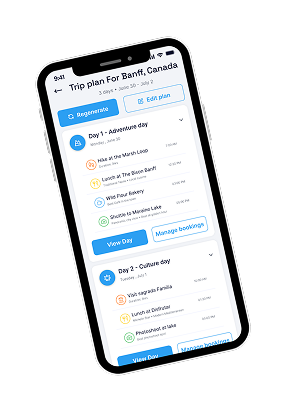 9:41
Trip plan For Banff, Canada
3 days • June 30 - July 2
Regenerate
Edit plan
Day 1 - Adventure day
Monday, June 30
Hike at the Marsh Loop
Lunch at The Bison Banff
Wild Flour Bakery
Shuttle to Moraine Lake
View Day
Manage bookings
Day 2 - Culture day
Tuesday, July 1
Visit sagrada Familia
Lunch at Disfrutar
Photoshoot at lake
View Day
Manage bookings